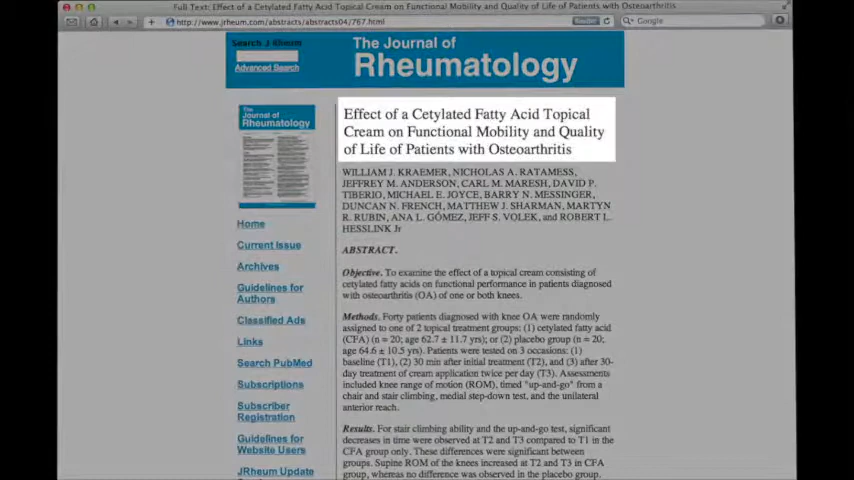 Full Text: Effect of a Cetylated Fatty Acid Topical Cream on Functional Mobility and Quality of Life of Patients with Osteoarthritis
http://www.jrheum.com/abstracts/abstracts04/767.html
Reader
Google
Search J Rheum
Advanced Search
The Journal of
Rheumatology
The
Journal of
Rheumatology
Home
Current Issue
Archives
Guidelines for
Authors
Classified Ads
Links
Search PubMed
Subscriptions
Subscriber
Registration
Guidelines for
Website Users
JRheum Update
Effect of a Cetylated Fatty Acid Topical
Cream on Functional Mobility and Quality
of Life of Patients with Osteoarthritis
WILLIAM J. KRAEMER, NICHOLAS A. RATAMESS,
JEFFREY M. ANDERSON, CARL M. MARESH, DAVID P.
TIBERIO, MICHAEL E. JOYCE, BARRY N. MESSINGER,
DUNCAN N. FRENCH, MATTHEW J. SHARMAN, MARTYN
R. RUBIN, ANA L. GÓMEZ, JEFF S. VOLEK, and ROBERT L.
HESSLINK Jr
ABSTRACT.
Objective. To examine the effect of a topical cream consisting of
cetylated fatty acids on functional performance in patients diagnosed
with osteoarthritis (OA) of one or both knees.
Methods. Forty patients diagnosed with knee OA were randomly
assigned to one of 2 topical treatment groups: (1) cetylated fatty acid
(CFA) (n = 20; age 62.7 ± 11.7 yrs); or (2) placebo group (n = 20;
age 64.6 ± 10.5 yrs). Patients were tested on 3 occasions: (1)
baseline (T1), (2) 30 min after initial treatment (T2), and (3) after 30-
day treatment of cream application twice per day (T3). Assessments
included knee range of motion (ROM), timed "up-and-go" from a
chair and stair climbing, medial step-down test, and the unilateral
anterior reach.
Results. For stair climbing ability and the up-and-go test, significant
decreases in time were observed at T2 and T3 compared to T1 in the
CFA group only. These differences were significant between
groups. Supine ROM of the knees increased at T2 and T3 in CFA
group, whereas no difference was observed in the placebo group.